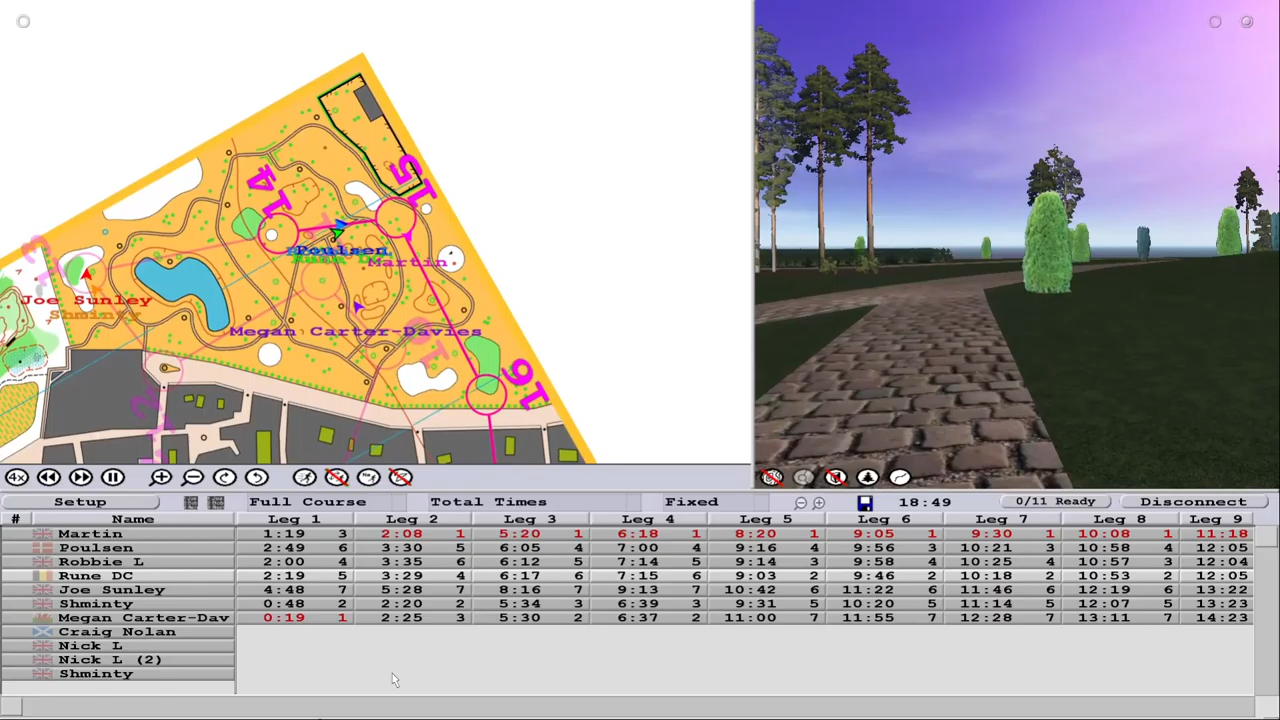 14
15
Poulsen
Martin
Joe Sunley
Shminty
Megan Carter-Davies
16
4x
Setup Full Course Total Times Fixed 18:49 0/11 Ready Disconnect
# Name Leg 1 Leg 2 Leg 3 Leg 4 Leg 5 Leg 6 Leg 7 Leg 8 Leg 9
Martin 1:19 3 2:08 1 5:20 1 6:18 1 8:20 1 9:05 1 9:30 1 10:08 1 11:18
Poulsen 2:49 6 3:30 5 6:05 4 7:00 4 9:16 4 9:56 3 10:21 3 10:58 4 12:05
Robbie L 2:00 4 3:35 6 6:12 5 7:14 5 9:14 3 9:58 4 10:25 4 10:57 3 12:04
Rune DC 2:19 5 3:29 4 6:17 6 7:15 6 9:03 2 9:46 2 10:18 2 10:53 2 12:05
Joe Sunley 4:48 7 5:28 7 8:16 7 9:13 7 10:42 6 11:22 6 11:46 6 12:19 6 13:22
Shminty 0:48 2 2:20 2 5:34 3 6:39 3 9:31 5 10:20 5 11:14 5 12:07 5 13:23
Megan Carter-Dav 0:19 1 2:25 3 5:30 2 6:37 2 11:00 7 11:55 7 12:28 7 13:11 7 14:23
Craig Nolan
Nick L
Nick L (2)
Shminty